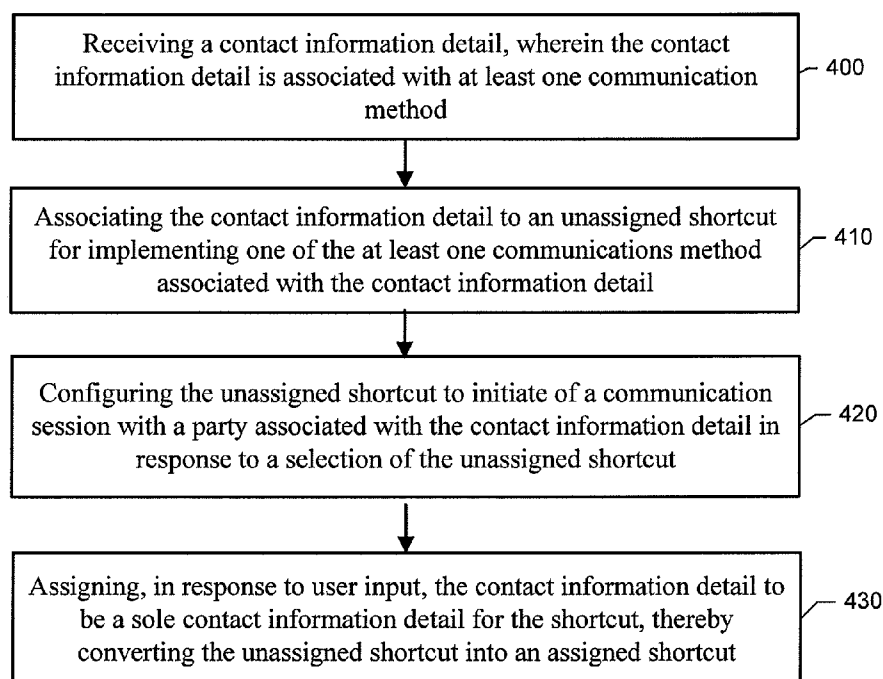 Receiving a contact information detail, wherein the contact
information detail is associated with at least one communication
method
400
Associating the contact information detail to an unassigned shortcut
for implementing one of the at least one communications method
associated with the contact information detail
410
Configuring the unassigned shortcut to initiate of a communication
session with a party associated with the contact information detail in
response to a selection of the unassigned shortcut
420
Assigning, in response to user input, the contact information detail to
be a sole contact information detail for the shortcut, thereby
converting the unassigned shortcut into an assigned shortcut
430